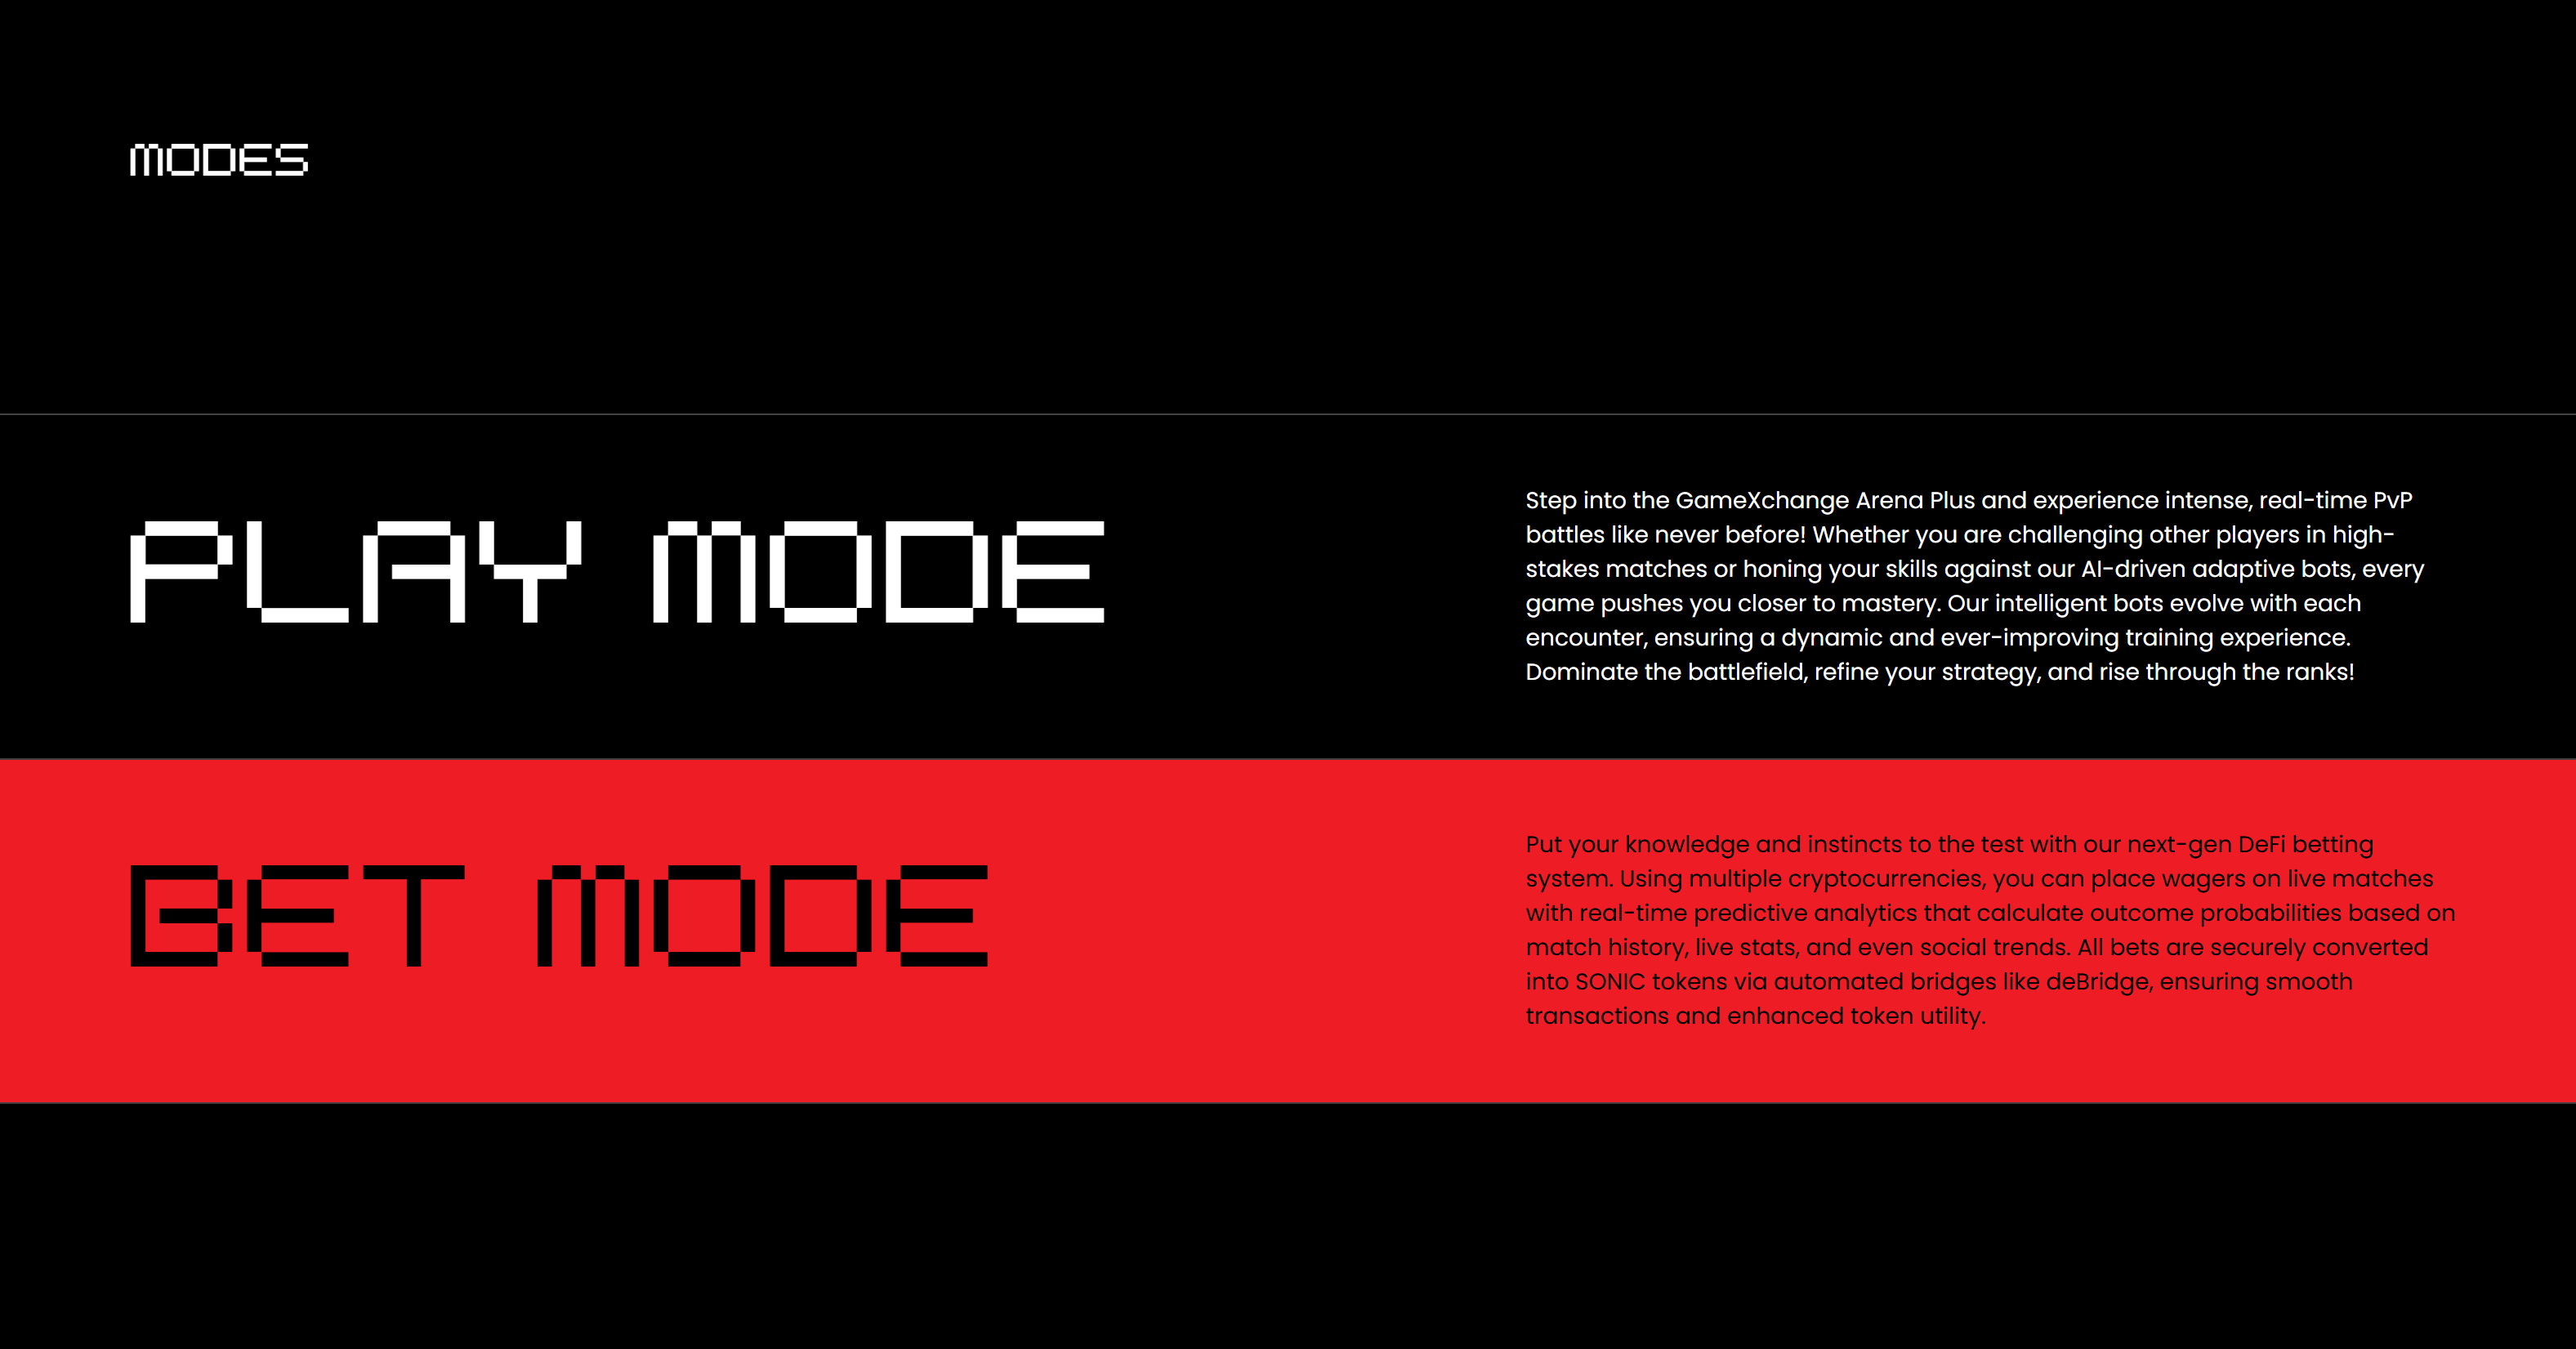 MODES
PLAY MODE
Step into the GameXchange Arena Plus and experience intense, real-time PvP
battles like never before! Whether you are challenging other players in high-
stakes matches or honing your skills against our AI-driven adaptive bots, every
game pushes you closer to mastery. Our intelligent bots evolve with each
encounter, ensuring a dynamic and ever-improving training experience.
Dominate the battlefield, refine your strategy, and rise through the ranks!
BET MODE
Put your knowledge and instincts to the test with our next-gen DeFi betting
system. Using multiple cryptocurrencies, you can place wagers on live matches
with real-time predictive analytics that calculate outcome probabilities based on
match history, live stats, and even social trends. All bets are securely converted
into SONIC tokens via automated bridges like deBridge, ensuring smooth
transactions and enhanced token utility.